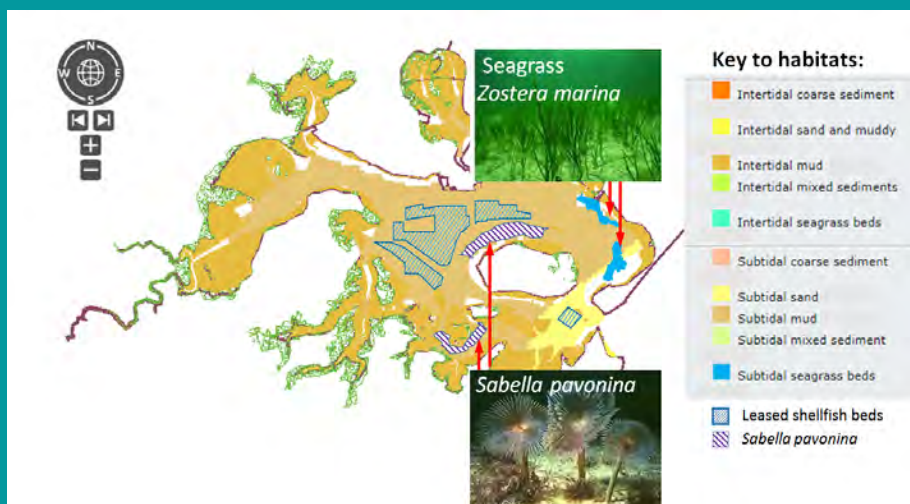 N
W
E
S
Seagrass
Zostera marina
Sabella pavonina
Key to habitats:
Intertidal coarse sediment
Intertidal sand and muddy
Intertidal mud
Intertidal mixed sediments
Intertidal seagrass beds
Subtidal coarse sediment
Subtidal sand
Subtidal mud
Subtidal mixed sediment
Subtidal seagrass beds
Leased shellfish beds
Sabella pavonina